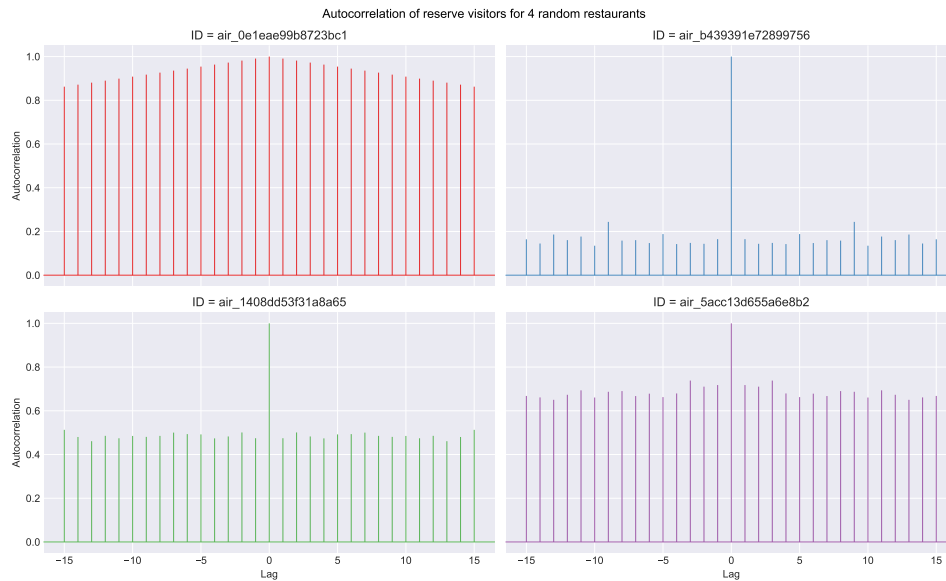 Autocorrelation of reserve visitors for 4 random restaurants
ID = air_0e1eae99b8723bc1
ID = air_b439391e72899756
1.0
0.8
0.6
0.4
0.2
0.0
Autocorrelation
ID = air_1408dd53f31a8a65
ID = air_5acc13d655a6e8b2
1.0
0.8
0.6
0.4
0.2
0.0
Autocorrelation
−15 −10 −5 0 5 10 15
−15 −10 −5 0 5 10 15
Lag
Lag